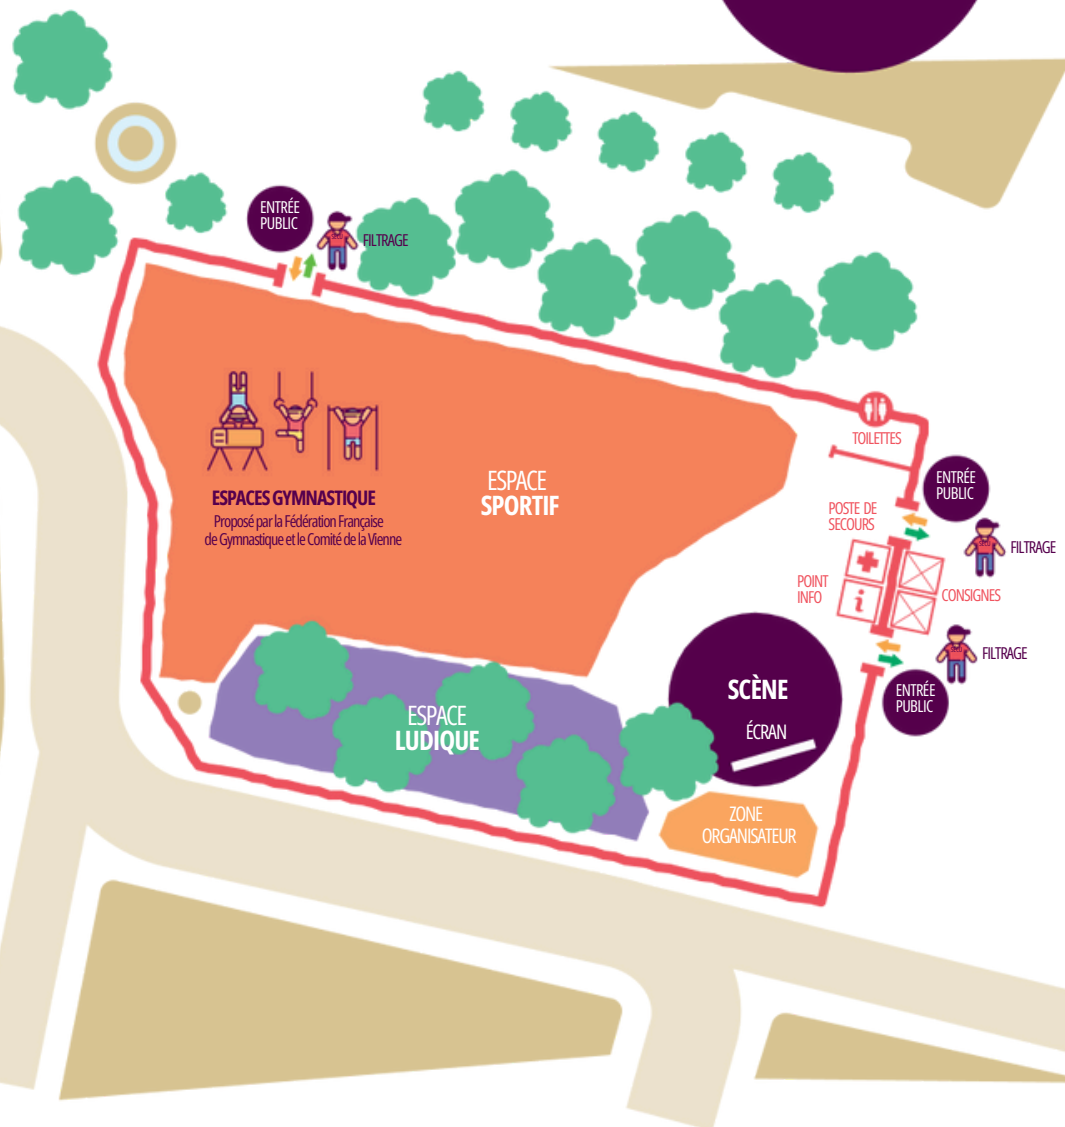 ENTRÉE
PUBLIC
FILTRAGE
TOILETTES
ESPACES GYMNASTIQUE
Proposé par la Fédération Française
de Gymnastique et le Comité de la Vienne
ESPACE
SPORTIF
ENTRÉE
PUBLIC
POSTE DE
SECOURS
FILTRAGE
POINT
INFO
i
CONSIGNES
FILTRAGE
SCÈNE
ÉCRAN
ENTRÉE
PUBLIC
ESPACE
LUDIQUE
ZONE
ORGANISATEUR